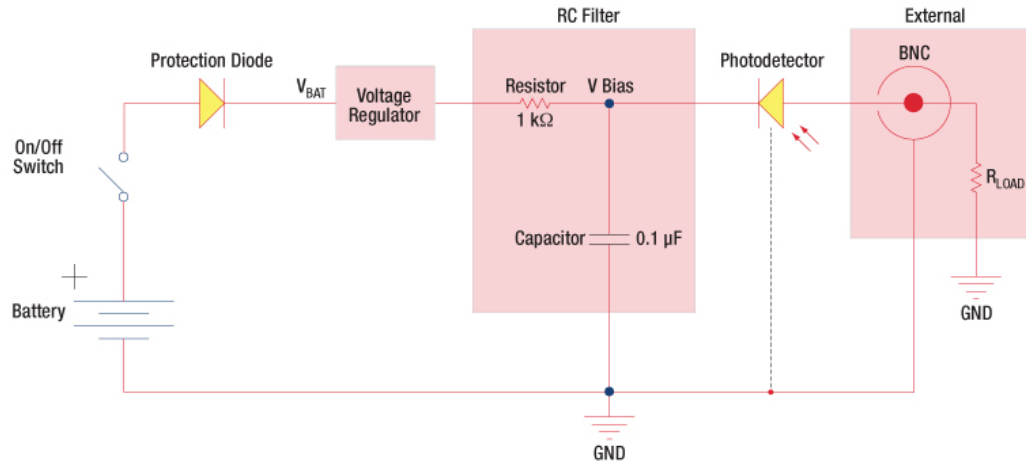 RC Filter
External
Protection Diode
Photodetector
BNC
V_BAT
Voltage
Regulator
Resistor
V Bias
1 kΩ
On/Off
Switch
R_LOAD
Capacitor
0.1 µF
+
Battery
GND
GND